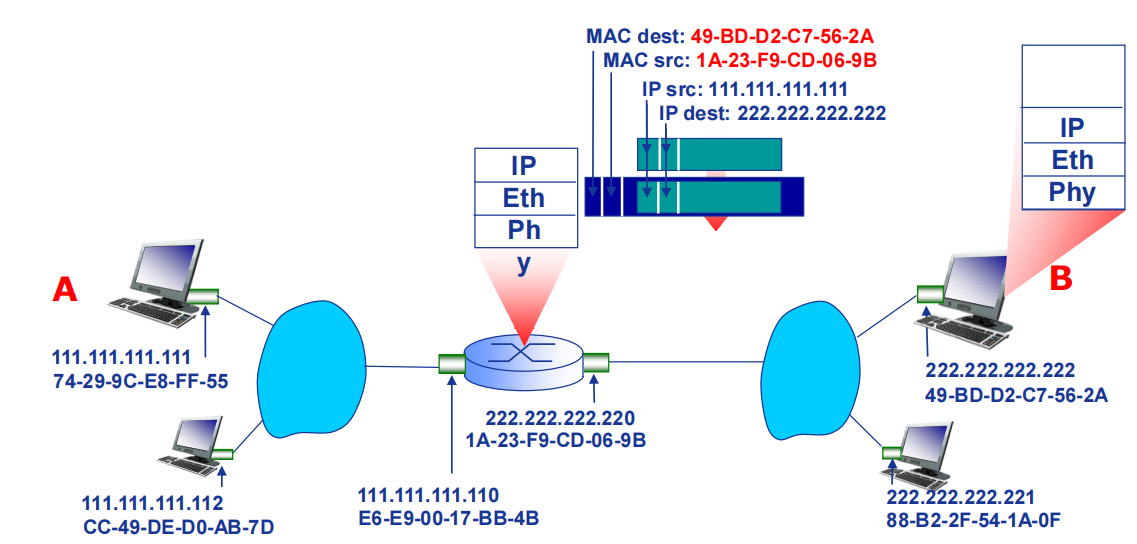 MAC dest: 49-BD-D2-C7-56-2A
MAC src: 1A-23-F9-CD-06-9B
IP src: 111.111.111.111
IP dest: 222.222.222.222
IP
Eth
Ph
y
IP
Eth
Phy
A
B
111.111.111.111
74-29-9C-E8-FF-55
222.222.222.222
49-BD-D2-C7-56-2A
222.222.222.220
1A-23-F9-CD-06-9B
111.111.111.112
CC-49-DE-D0-AB-7D
111.111.111.110
E6-E9-00-17-BB-4B
222.222.222.221
88-B2-2F-54-1A-0F